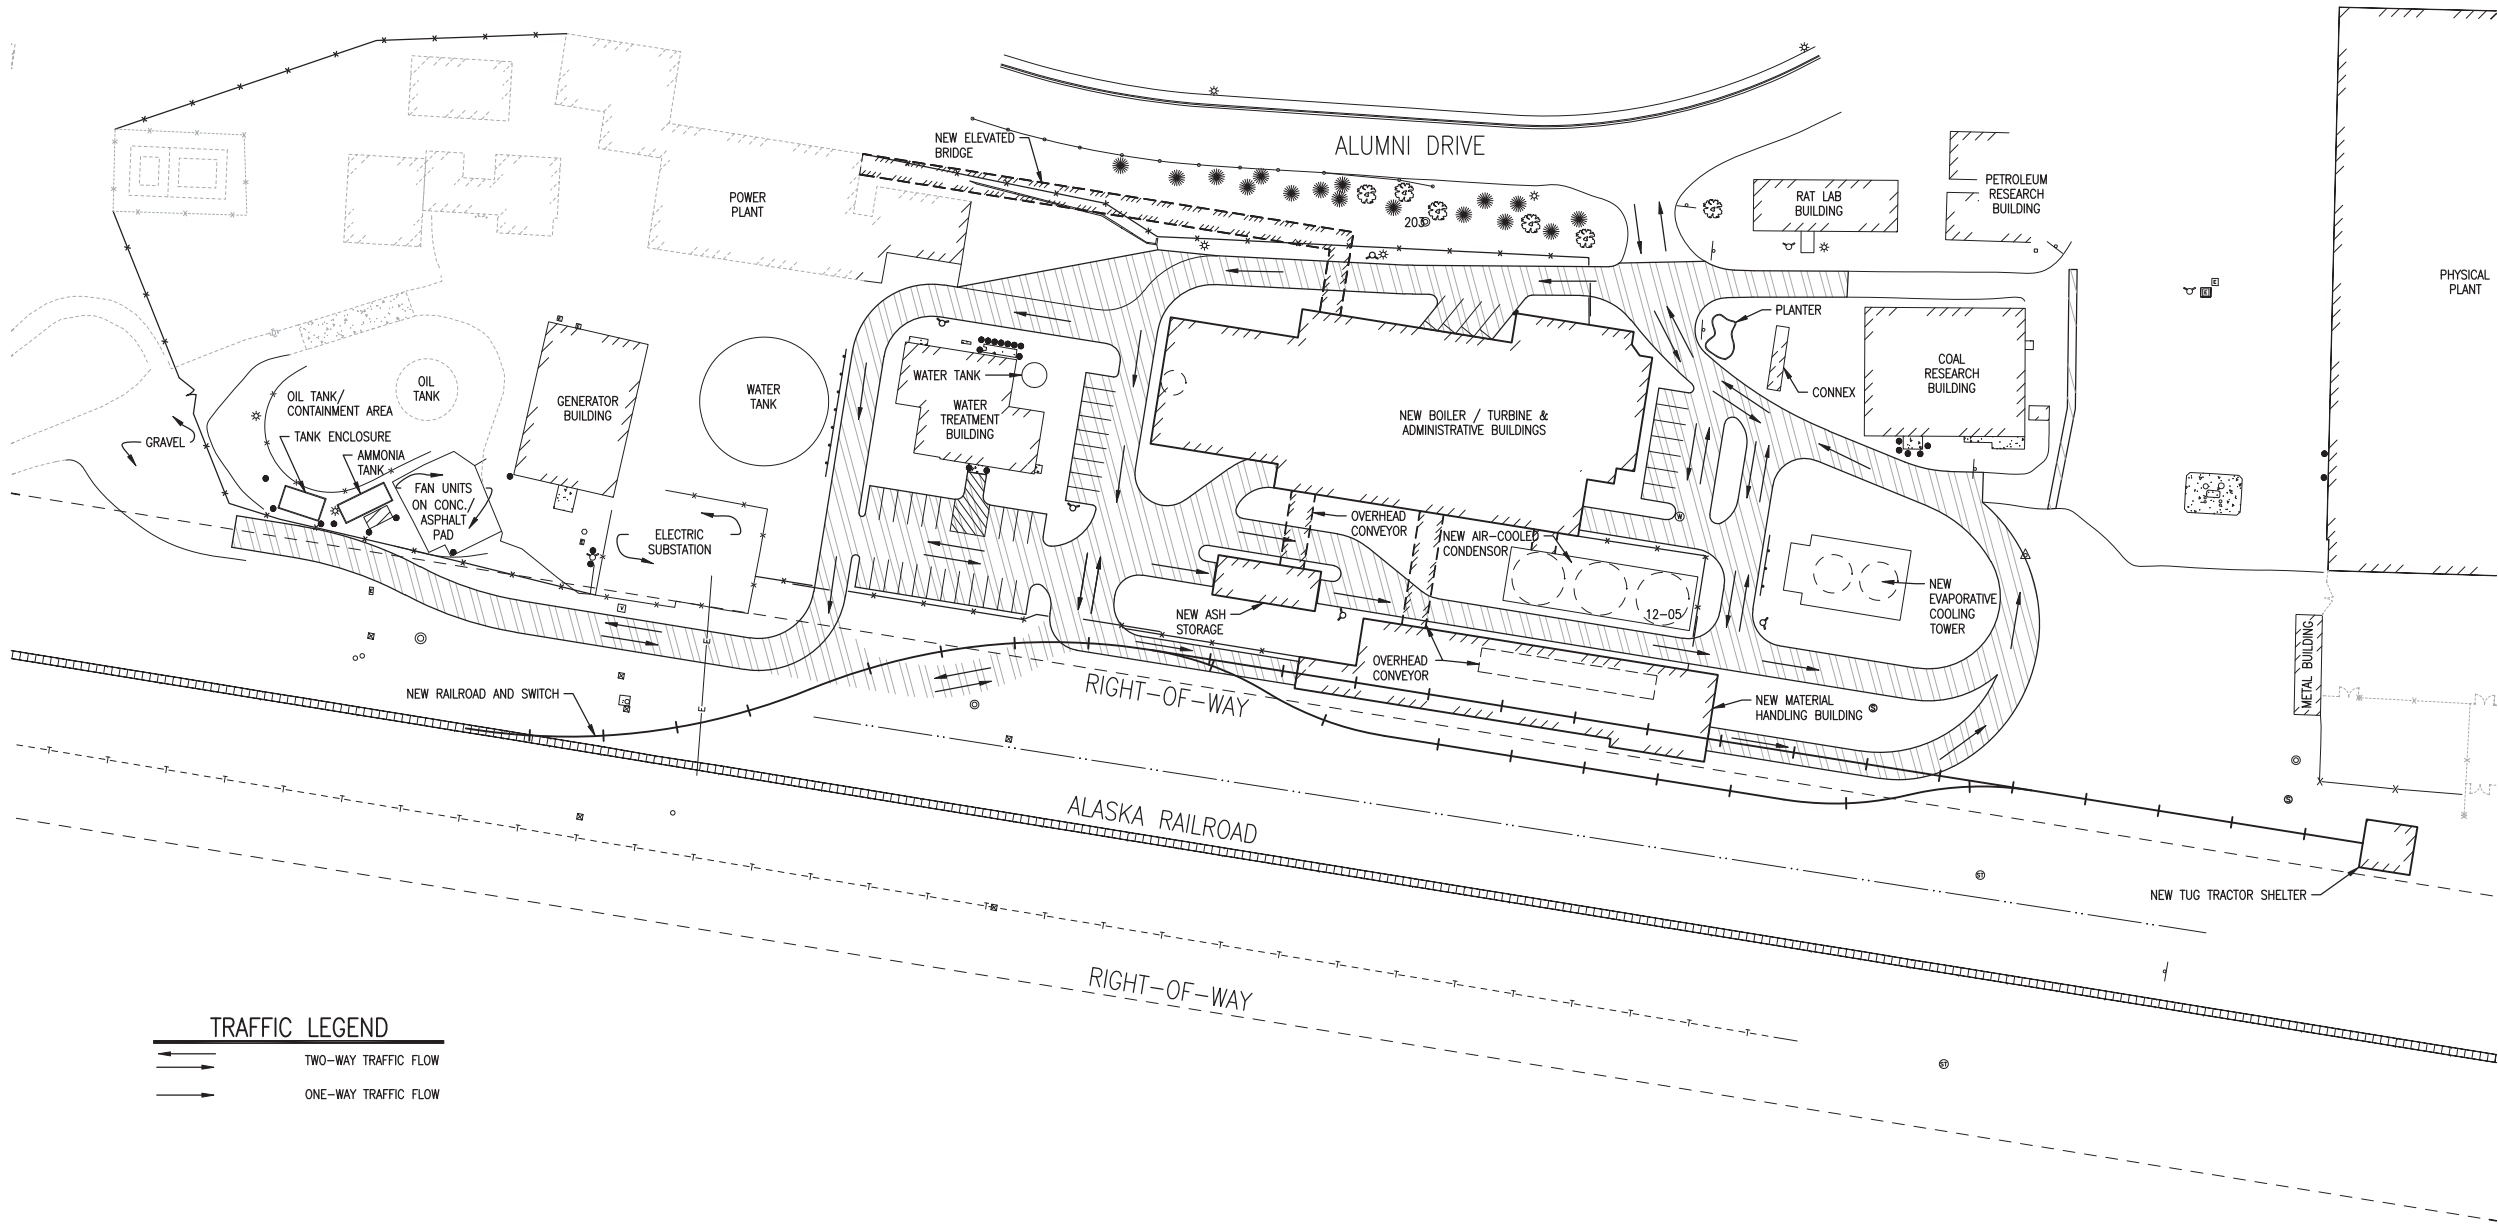 NEW ELEVATED
BRIDGE
ALUMNI DRIVE
POWER
PLANT
203
RAT LAB
BUILDING
PETROLEUM
RESEARCH
BUILDING
PHYSICAL
PLANT
PLANTER
CONNEX
COAL
RESEARCH
BUILDING
OIL
TANK
OIL TANK/
CONTAINMENT AREA
TANK ENCLOSURE
AMMONIA
TANK
GRAVEL
FAN UNITS
ON CONC./
ASPHALT
PAD
GENERATOR
BUILDING
WATER
TANK
WATER TANK
WATER
TREATMENT
BUILDING
NEW BOILER / TURBINE &
ADMINISTRATIVE BUILDINGS
ELECTRIC
SUBSTATION
OVERHEAD
CONVEYOR
NEW AIR-COOLED
CONDENSOR
12-05
NEW
EVAPORATIVE
COOLING
TOWER
NEW ASH
STORAGE
OVERHEAD
CONVEYOR
NEW MATERIAL
HANDLING BUILDING
METAL BUILDING
NEW RAILROAD AND SWITCH
RIGHT-OF-WAY
ALASKA RAILROAD
NEW TUG TRACTOR SHELTER
RIGHT-OF-WAY
TRAFFIC LEGEND
TWO-WAY TRAFFIC FLOW
ONE-WAY TRAFFIC FLOW